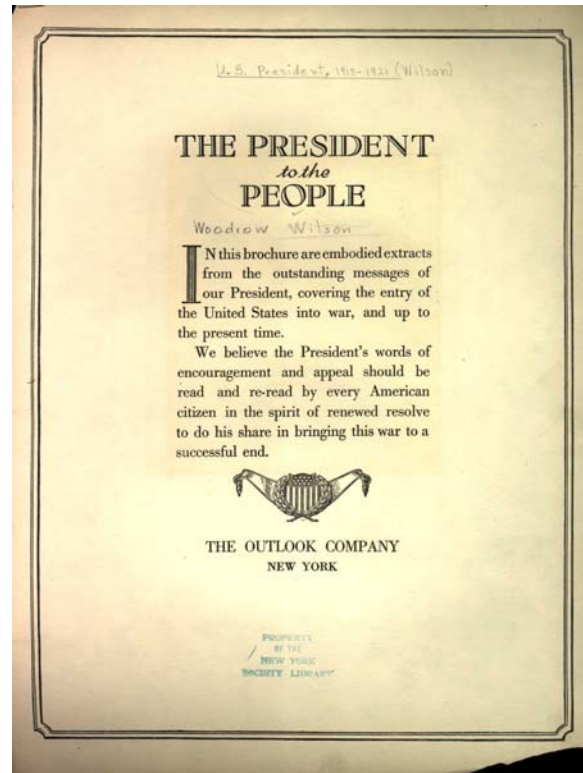 U. S. President, 1913-1921 (Wilson)
THE PRESIDENT
to the
PEOPLE
Woodrow Wilson
IN this brochure are embodied extracts
from the outstanding messages of
our President, covering the entry of
the United States into war, and up to
the present time.
We believe the President's words of
encouragement and appeal should be
read and re-read by every American
citizen in the spirit of renewed resolve
to do his share in bringing this war to a
successful end.
THE OUTLOOK COMPANY
NEW YORK
PROPERTY
OF THE
NEW YORK
SOCIETY LIBRARY